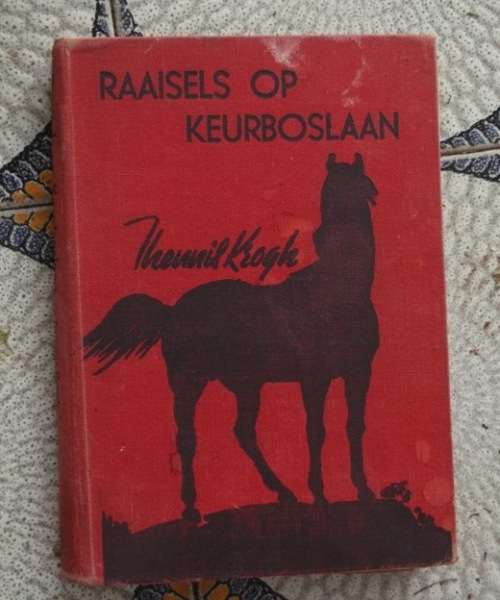 RAAISELS OP
KEURBOSLAAN
Theunis Krogh